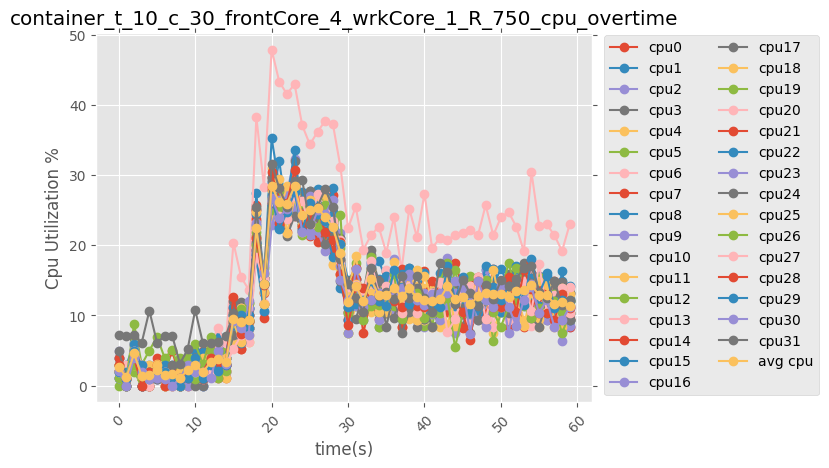 container_t_10_c_30_frontCore_4_wrkCore_1_R_750_cpu_overtime
Cpu Utilization %
50
40
30
20
10
0
0
10
20
30
40
50
60
time(s)
cpu0
cpu1
cpu2
cpu3
cpu4
cpu5
cpu6
cpu7
cpu8
cpu9
cpu10
cpu11
cpu12
cpu13
cpu14
cpu15
cpu16
cpu17
cpu18
cpu19
cpu20
cpu21
cpu22
cpu23
cpu24
cpu25
cpu26
cpu27
cpu28
cpu29
cpu30
cpu31
avg cpu